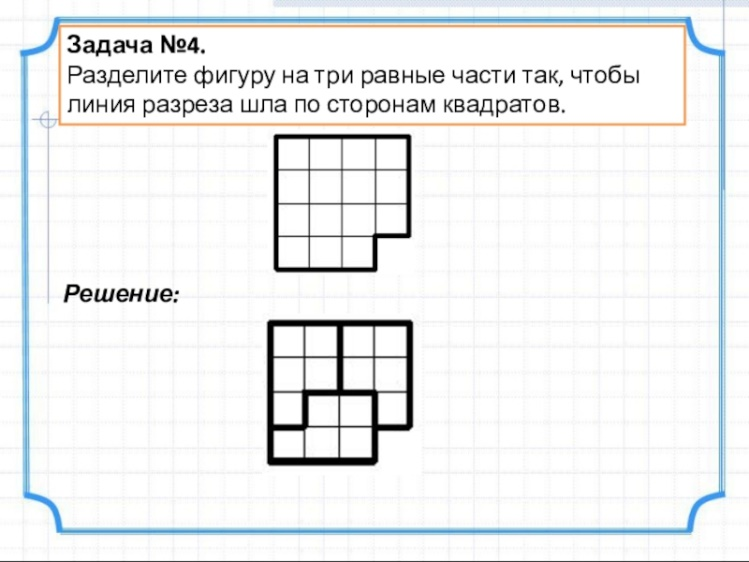 Задача №4.
Разделите фигуру на три равные части так, чтобы
линия разреза шла по сторонам квадратов.
Решение: